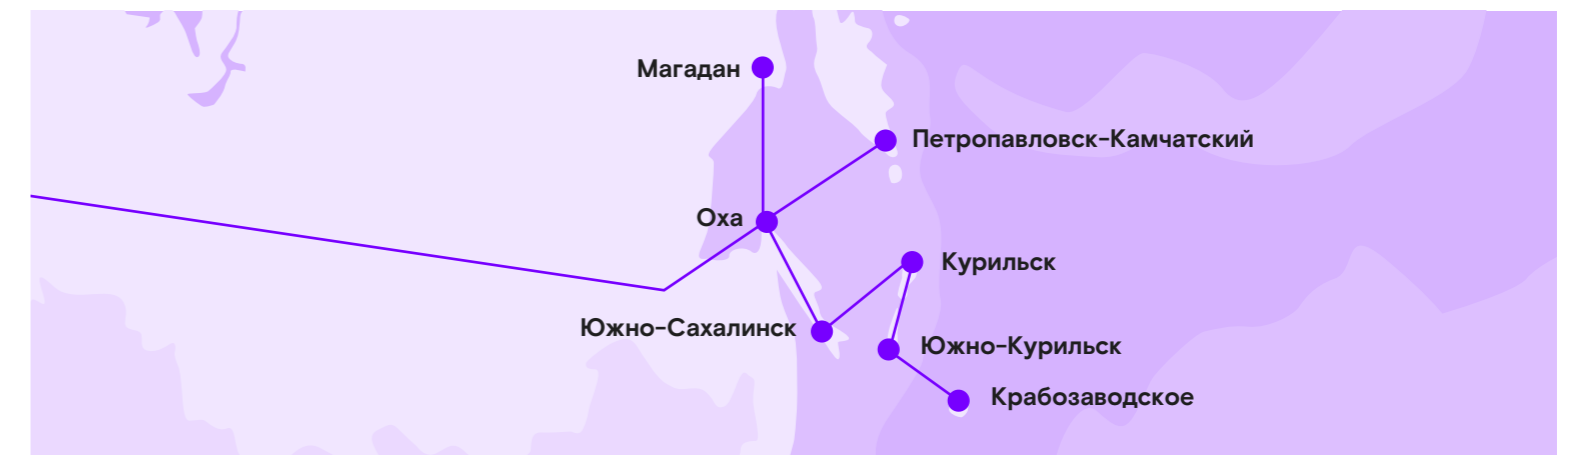 Магадан
Петропавловск-Камчатский
Оха
Курильск
Южно-Сахалинск
Южно-Курильск
Крабозаводское